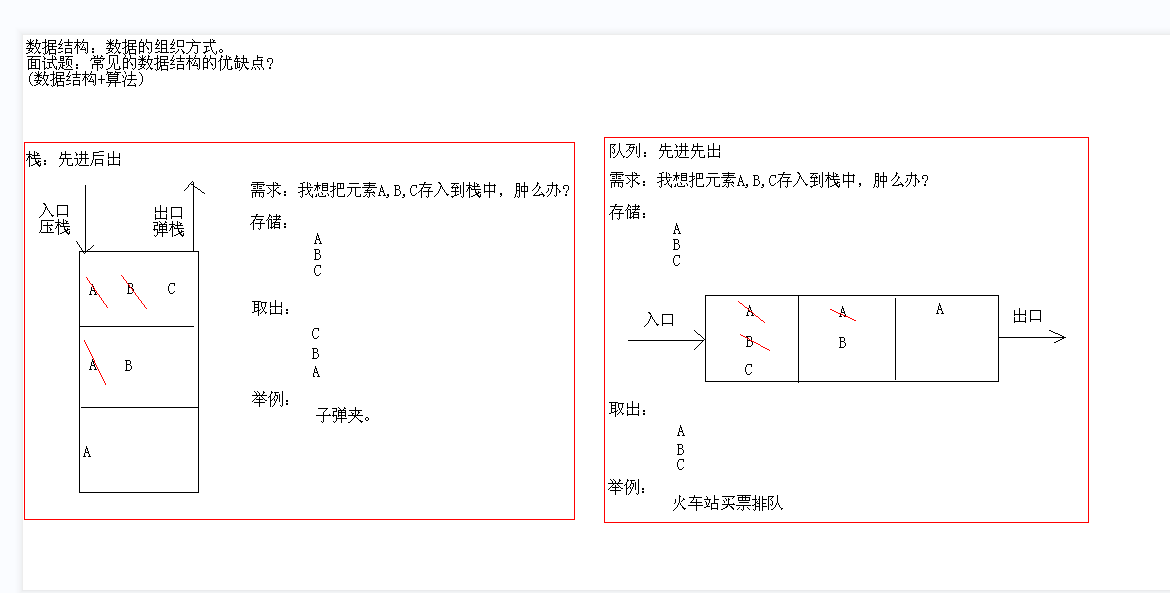 数据结构：数据的组织方式。
面试题：常见的数据结构的优缺点?
(数据结构+算法)
栈：先进后出
入口
压栈
出口
弹栈
A B C
A B
A
需求：我想把元素A,B,C存入到栈中，肿么办?
存储：
A
B
C
取出：
C
B
A
举例：
子弹夹。
队列：先进先出
需求：我想把元素A,B,C存入到栈中，肿么办?
存储：
A
B
C
入口
A A A
B B
C
出口
取出：
A
B
C
举例：
火车站买票排队